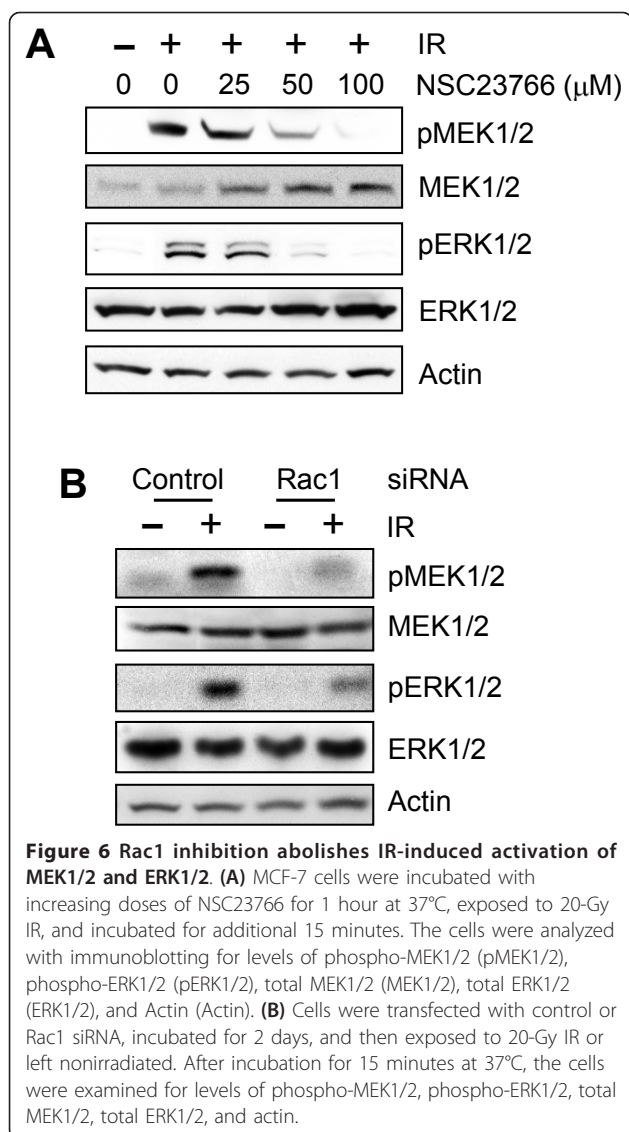 A
− + + + + IR
0 0 25 50 100 NSC23766 (μM)
pMEK1/2
MEK1/2
pERK1/2
ERK1/2
Actin
B
Control Rac1 siRNA
− + − + IR
pMEK1/2
MEK1/2
pERK1/2
ERK1/2
Actin
Figure 6 Rac1 inhibition abolishes IR-induced activation of
MEK1/2 and ERK1/2. (A) MCF-7 cells were incubated with
increasing doses of NSC23766 for 1 hour at 37°C, exposed to 20-Gy
IR, and incubated for additional 15 minutes. The cells were analyzed
with immunoblotting for levels of phospho-MEK1/2 (pMEK1/2),
phospho-ERK1/2 (pERK1/2), total MEK1/2 (MEK1/2), total ERK1/2
(ERK1/2), and Actin (Actin). (B) Cells were transfected with control or
Rac1 siRNA, incubated for 2 days, and then exposed to 20-Gy IR or
left nonirradiated. After incubation for 15 minutes at 37°C, the cells
were examined for levels of phospho-MEK1/2, phospho-ERK1/2, total
MEK1/2, total ERK1/2, and actin.